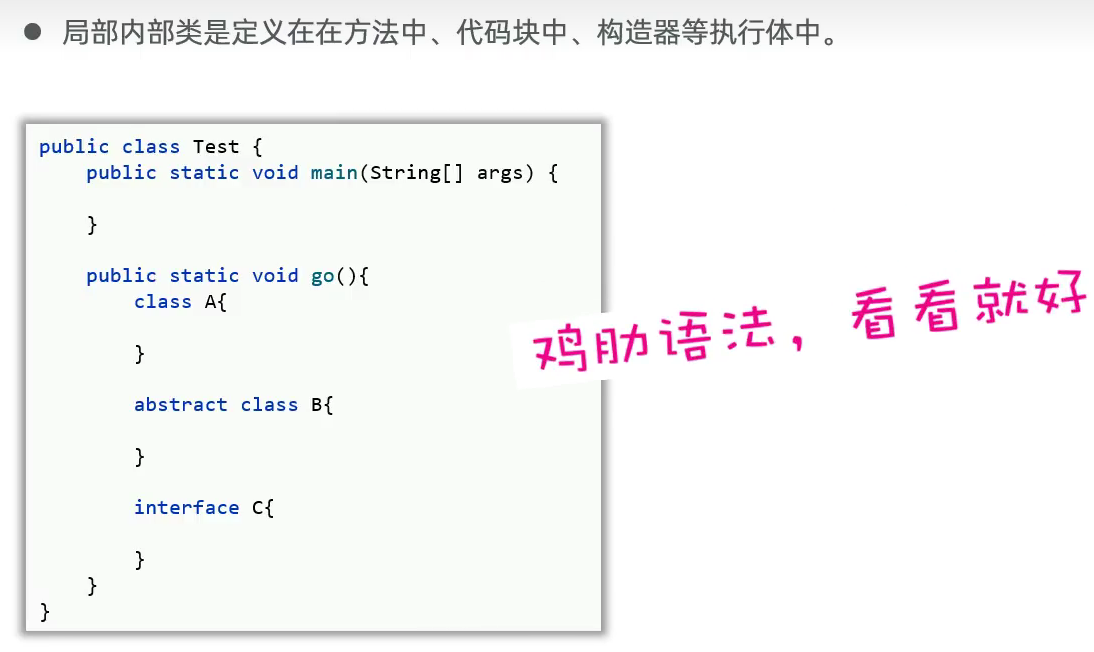 ● 局部内部类是定义在在方法中、代码块中、构造器等执行体中。
public class Test {
    public static void main(String[] args) {
    }
    public static void go(){
        class A{
        }
        abstract class B{
        }
        interface C{
        }
    }
}
鸡肋语法，看看就好